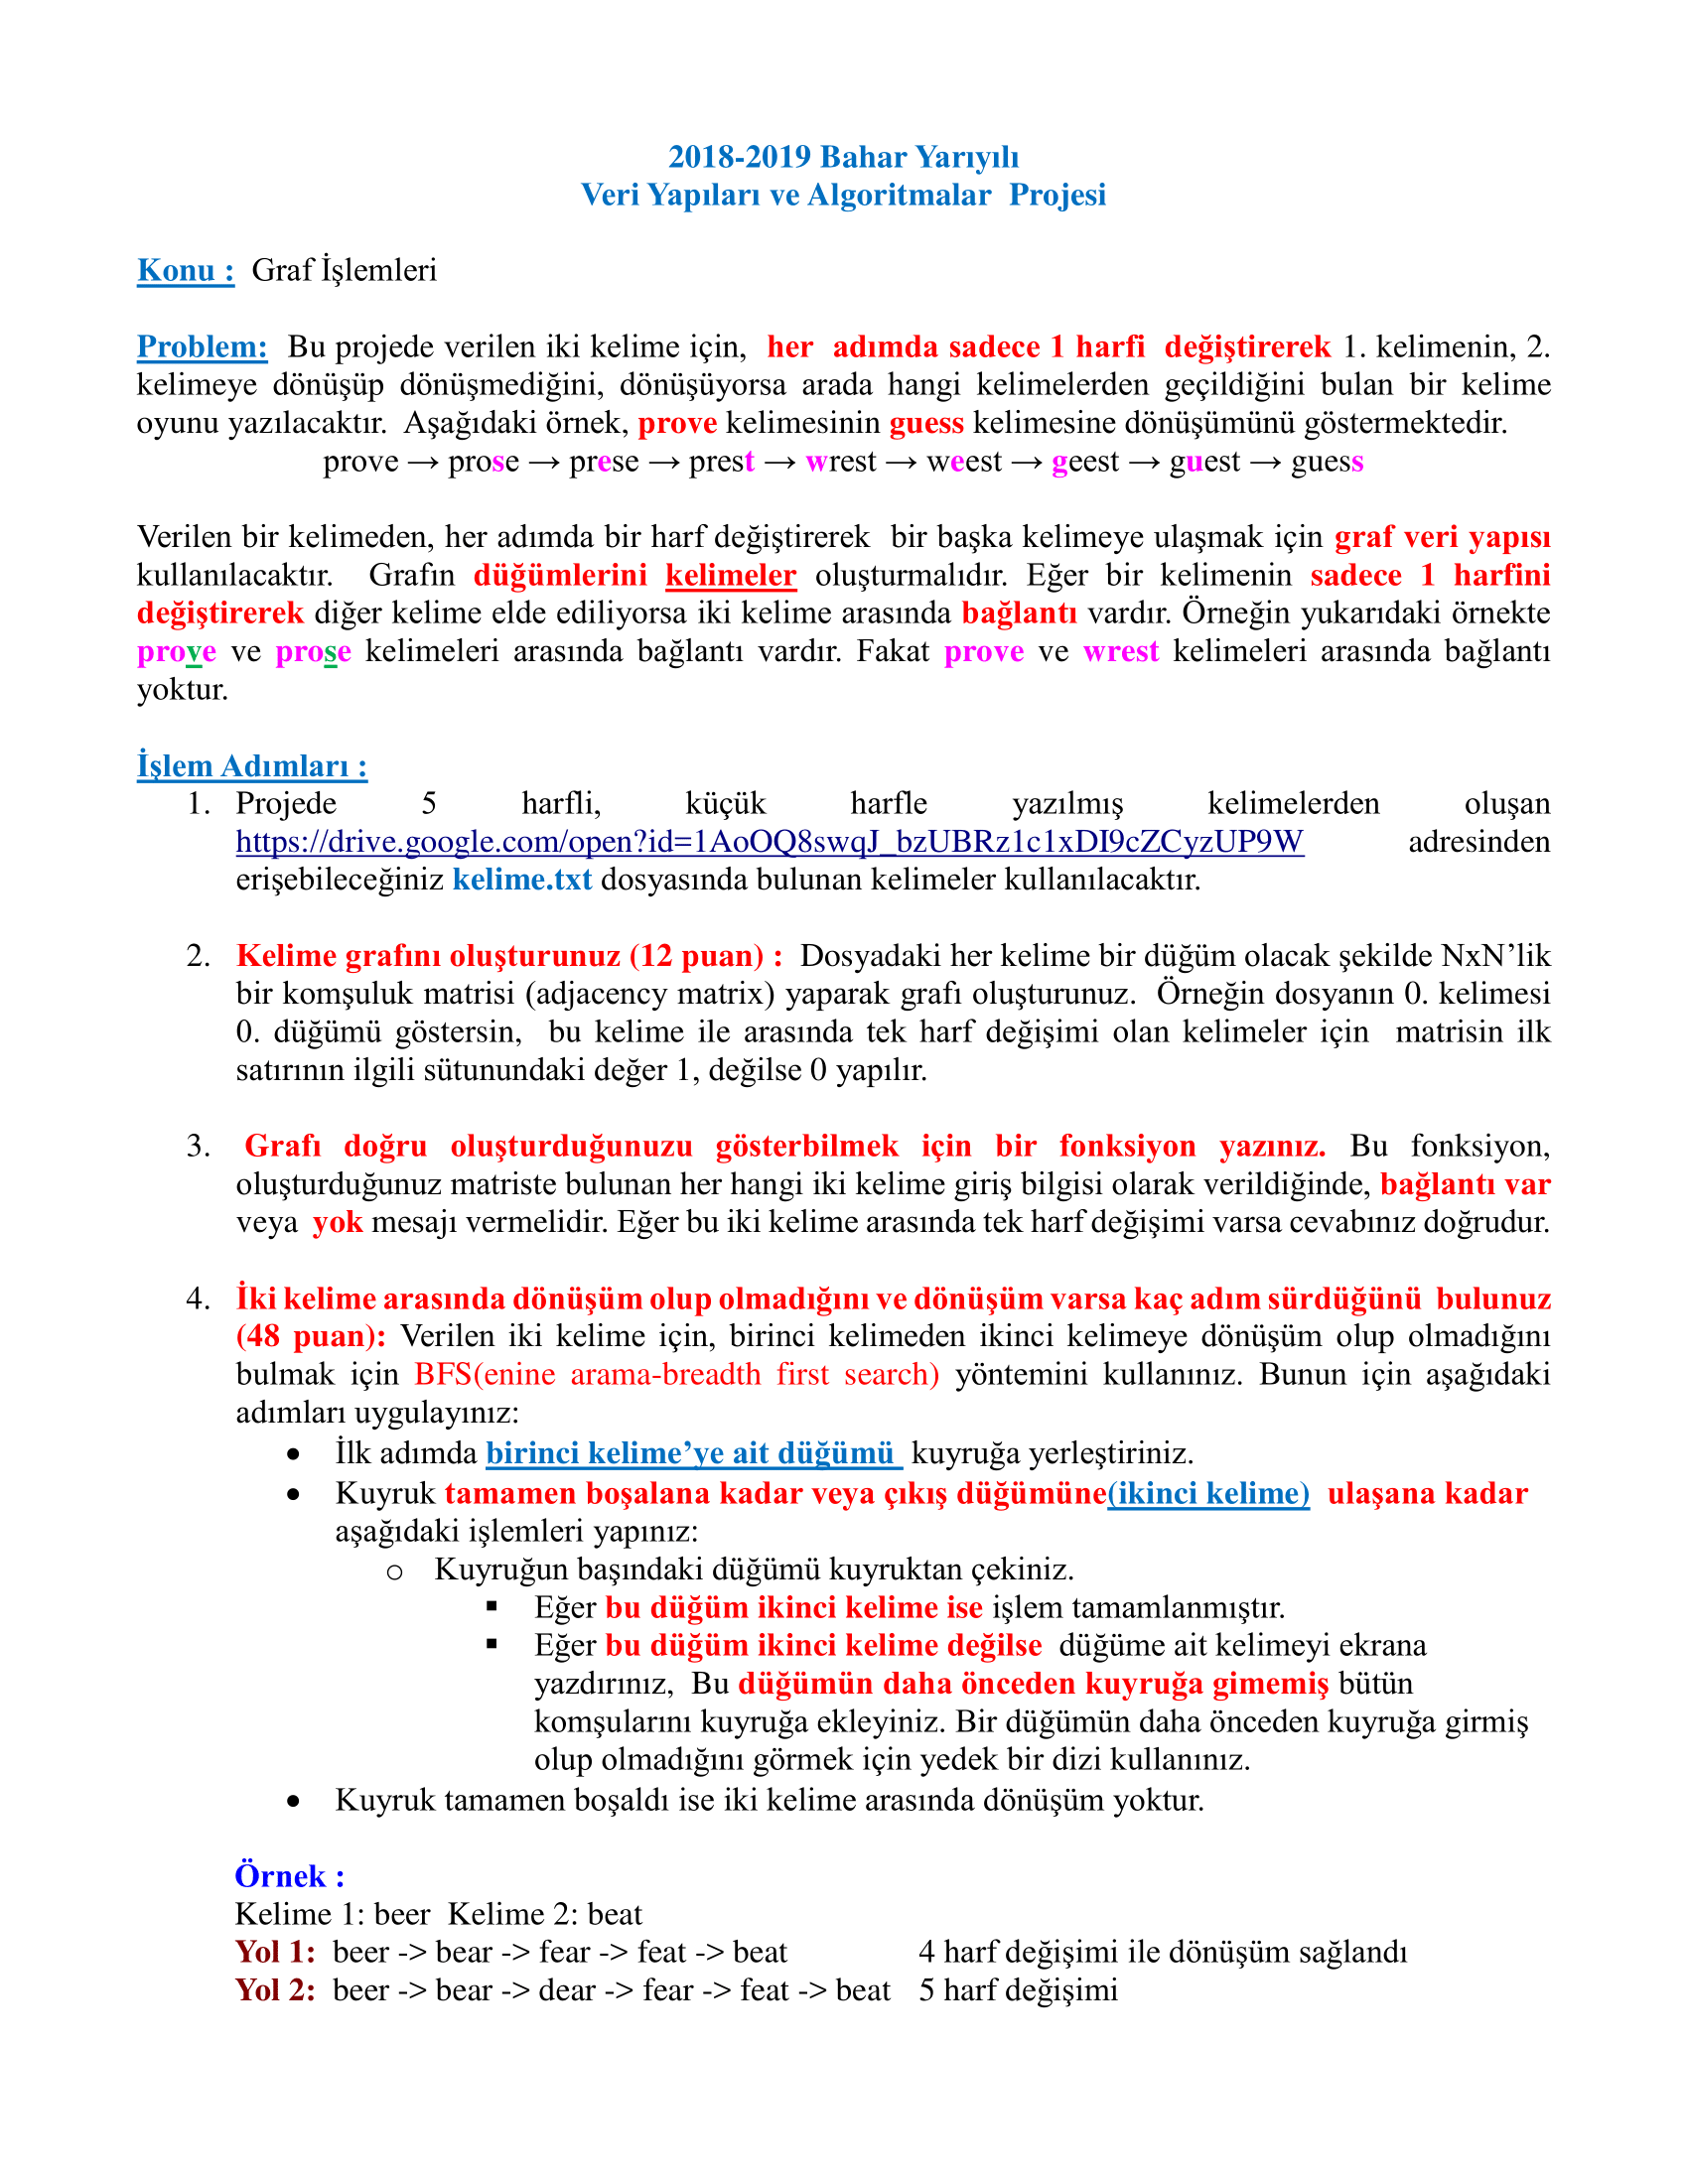 2018-2019 Bahar Yarıyılı
Veri Yapıları ve Algoritmalar Projesi
Konu : Graf İşlemleri
Problem: Bu projede verilen iki kelime için, her adımda sadece 1 harfi değiştirerek 1. kelimenin, 2.
kelimeye dönüşüp dönüşmediğini, dönüşüyorsa arada hangi kelimelerden geçildiğini bulan bir kelime
oyunu yazılacaktır. Aşağıdaki örnek, prove kelimesinin guess kelimesine dönüşümünü göstermektedir.
prove → prose → prese → prest → wrest → weest → geest → guest → guess
Verilen bir kelimeden, her adımda bir harf değiştirerek bir başka kelimeye ulaşmak için graf veri yapısı
kullanılacaktır. Grafın düğümlerini kelimeler oluşturmalıdır. Eğer bir kelimenin sadece 1 harfini
değiştirerek diğer kelime elde ediliyorsa iki kelime arasında bağlantı vardır. Örneğin yukarıdaki örnekte
prove ve prose kelimeleri arasında bağlantı vardır. Fakat prove ve wrest kelimeleri arasında bağlantı
yoktur.
İşlem Adımları :
1. Projede 5 harfli, küçük harfle yazılmış kelimelerden oluşan
https://drive.google.com/open?id=1AoOQ8swqJ_bzUBRz1c1xDI9cZCyzUP9W adresinden
erişebileceğiniz kelime.txt dosyasında bulunan kelimeler kullanılacaktır.
2. Kelime grafını oluşturunuz (12 puan) : Dosyadaki her kelime bir düğüm olacak şekilde NxN’lik
bir komşuluk matrisi (adjacency matrix) yaparak grafı oluşturunuz. Örneğin dosyanın 0. kelimesi
0. düğümü göstersin, bu kelime ile arasında tek harf değişimi olan kelimeler için matrisin ilk
satırının ilgili sütunundaki değer 1, değilse 0 yapılır.
3. Grafı doğru oluşturduğunuzu gösterbilmek için bir fonksiyon yazınız. Bu fonksiyon,
oluşturduğunuz matriste bulunan her hangi iki kelime giriş bilgisi olarak verildiğinde, bağlantı var
veya yok mesajı vermelidir. Eğer bu iki kelime arasında tek harf değişimi varsa cevabınız doğrudur.
4. İki kelime arasında dönüşüm olup olmadığını ve dönüşüm varsa kaç adım sürdüğünü bulunuz
(48 puan): Verilen iki kelime için, birinci kelimeden ikinci kelimeye dönüşüm olup olmadığını
bulmak için BFS(enine arama-breadth first search) yöntemini kullanınız. Bunun için aşağıdaki
adımları uygulayınız:
• İlk adımda birinci kelime’ye ait düğümü kuyruğa yerleştiriniz.
• Kuyruk tamamen boşalana kadar veya çıkış düğümüne(ikinci kelime) ulaşana kadar
aşağıdaki işlemleri yapınız:
o Kuyruğun başındaki düğümü kuyruktan çekiniz.
▪ Eğer bu düğüm ikinci kelime ise işlem tamamlanmıştır.
▪ Eğer bu düğüm ikinci kelime değilse düğüme ait kelimeyi ekrana
yazdırınız, Bu düğümün daha önceden kuyruğa gimemiş bütün
komşularını kuyruğa ekleyiniz. Bir düğümün daha önceden kuyruğa girmiş
olup olmadığını görmek için yedek bir dizi kullanınız.
• Kuyruk tamamen boşaldı ise iki kelime arasında dönüşüm yoktur.
Örnek :
Kelime 1: beer Kelime 2: beat
Yol 1: beer -> bear -> fear -> feat -> beat 4 harf değişimi ile dönüşüm sağlandı
Yol 2: beer -> bear -> dear -> fear -> feat -> beat 5 harf değişimi